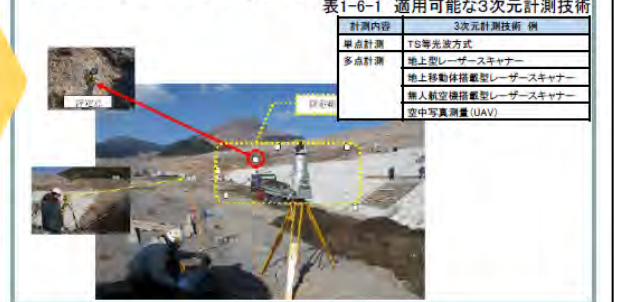 表1-6-1 適用可能な3次元計測技術
計測内容 3次元計測技術 例
単点計測 TS等光波方式
多点計測 地上型レーザースキャナー
地上移動体搭載型レーザースキャナー
無人航空機搭載型レーザースキャナー
空中写真測量(UAV)